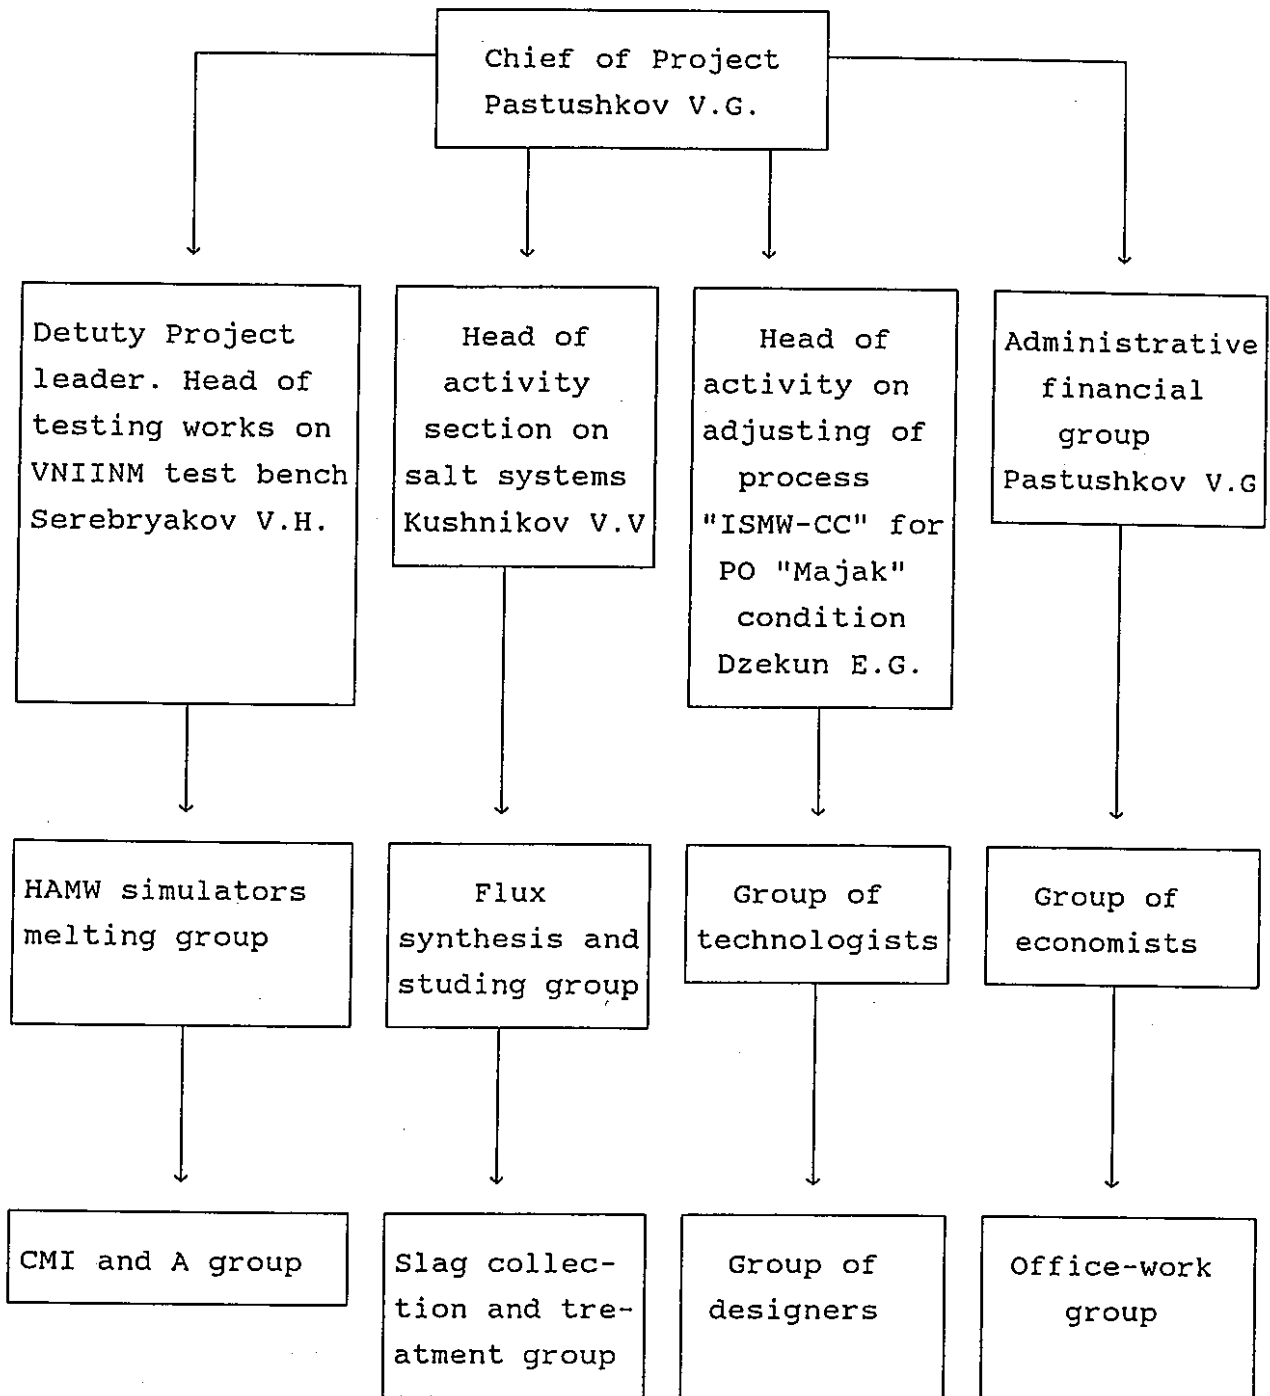 Chief of Project
Pastushkov V.G.
Detuty Project
leader. Head of
testing works on
VNIINM test bench
Serebryakov V.H.
Head of
activity
section on
salt systems
Kushnikov V.V
Head of
activity on
adjusting of
process
"ISMW-CC" for
PO "Majak"
condition
Dzekun E.G.
Administrative
financial
group
Pastushkov V.G
HAMW simulators
melting group
Flux
synthesis and
studing group
Group of
technologists
Group of
economists
CMI and A group
Slag collec-
tion and tre-
atment group
Group of
designers
Office-work
group